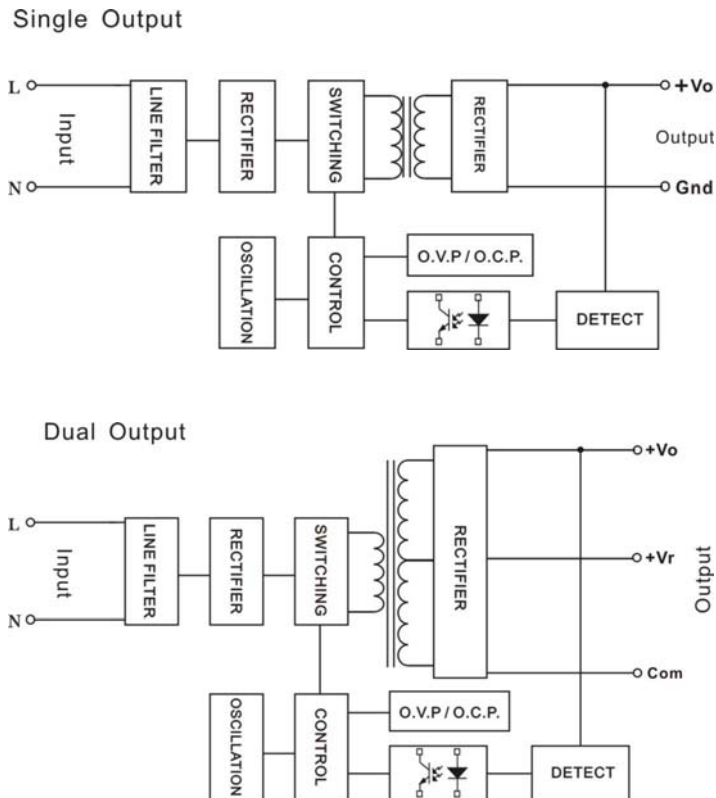 Single Output
L
Input
N
LINE FILTER
RECTIFIER
SWITCHING
RECTIFIER
+Vo
Output
Gnd
OSCILLATION
CONTROL
O.V.P / O.C.P.
DETECT
Dual Output
L
Input
N
LINE FILTER
RECTIFIER
SWITCHING
RECTIFIER
+Vo
+Vr
Output
Com
OSCILLATION
CONTROL
O.V.P / O.C.P.
DETECT